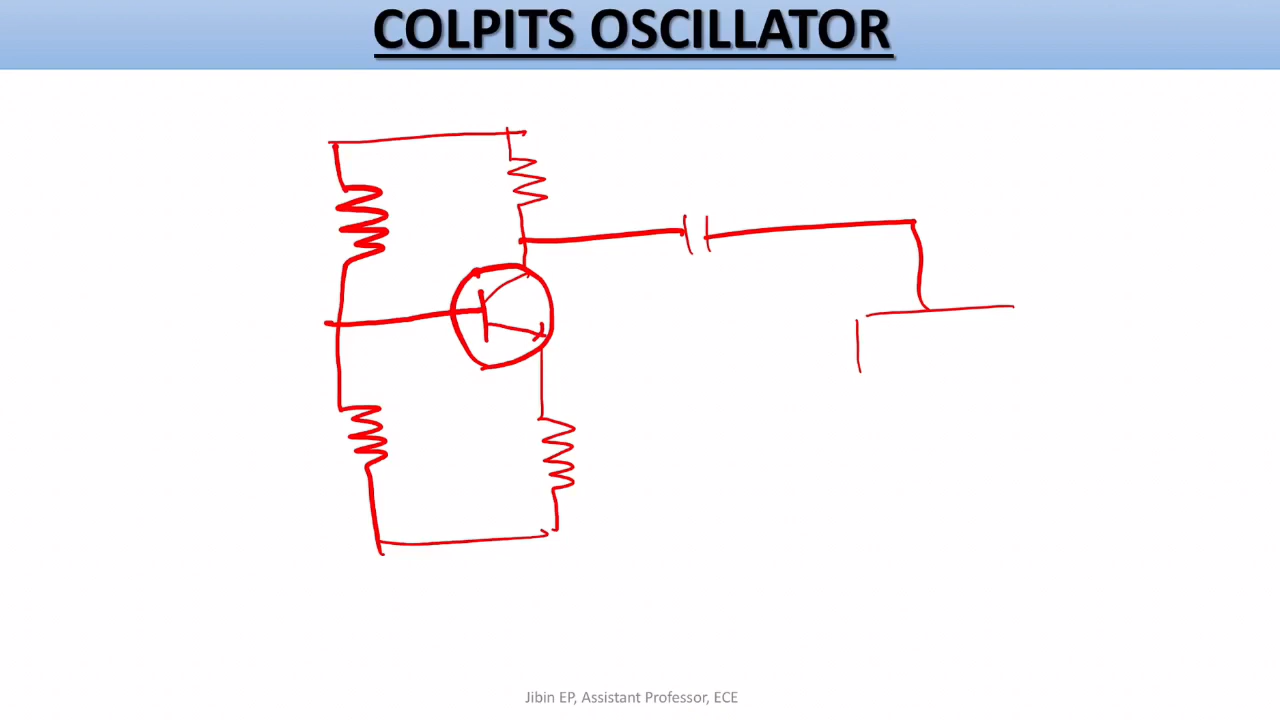 COLPITS OSCILLATOR
Jibin EP, Assistant Professor, ECE